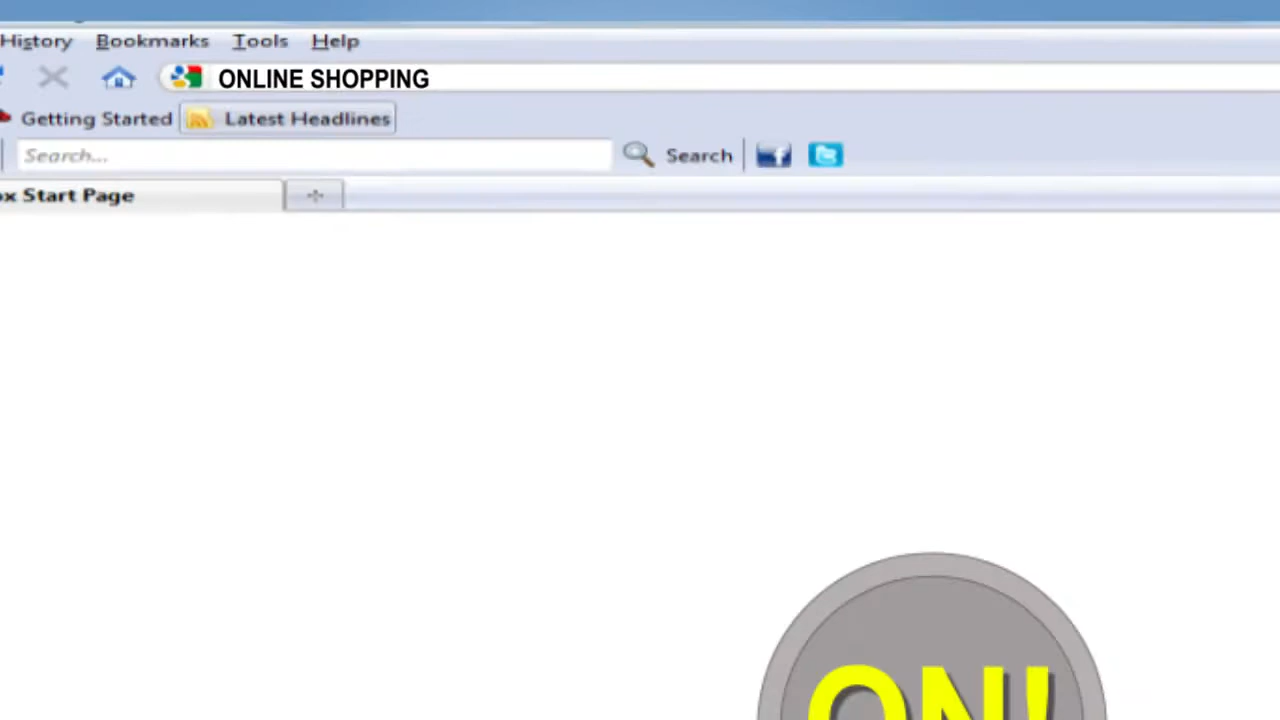 History Bookmarks Tools Help
ONLINE SHOPPING
Getting Started Latest Headlines
Search... Search
Start Page
ON!